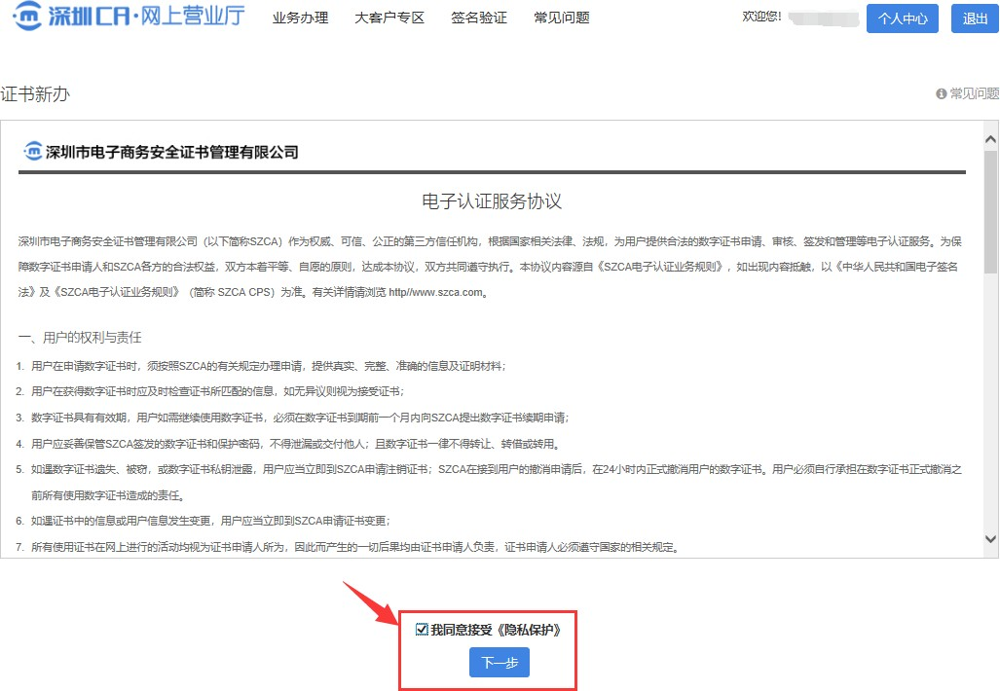 深圳CA·网上营业厅 业务办理 大客户专区 签名验证 常见问题 欢迎您! 个人中心 退出
证书新办 常见问题
深圳市电子商务安全证书管理有限公司
电子认证服务协议
深圳市电子商务安全证书管理有限公司（以下简称SZCA）作为权威、可信、公正的第三方信任机构，根据国家相关法律、法规，为用户提供合法的数字证书申请、审核、签发和管理等电子认证服务。为保
障数字证书申请人和SZCA各方的合法权益，双方本着平等、自愿的原则，达成本协议，双方共同遵守执行。本协议内容源自《SZCA电子认证业务规则》，如出现内容抵触，以《中华人民共和国电子签名
法》及《SZCA电子认证业务规则》（简称 SZCA CPS）为准。有关详情请浏览 http//www.szca.com。
一、用户的权利与责任
1. 用户在申请数字证书时，须按照SZCA的有关规定办理申请，提供真实、完整、准确的信息及证明材料；
2. 用户在获得数字证书时应及时检查证书所匹配的信息，如无异议则视为接受证书；
3. 数字证书具有有效期，用户如需继续使用数字证书，必须在数字证书到期前一个月内向SZCA提出数字证书续期申请；
4. 用户应妥善保管SZCA签发的数字证书和保护密码，不得泄漏或交付他人；且数字证书一律不得转让、转借或转用。
5. 如遇数字证书遗失、被窃，或数字证书私钥泄露，用户应当立即到SZCA申请注销证书；SZCA在接到用户的撤消申请后，在24小时内正式撤消用户的数字证书。用户必须自行承担在数字证书正式撤消之
前所有使用数字证书造成的责任。
6. 如遇证书中的信息或用户信息发生变更，用户应当立即到SZCA申请证书变更；
7. 所有使用证书在网上进行的活动均视为证书申请人所为，因此而产生的一切后果均由证书申请人负责，证书申请人必须遵守国家的相关规定。
我同意接受《隐私保护》
下一步